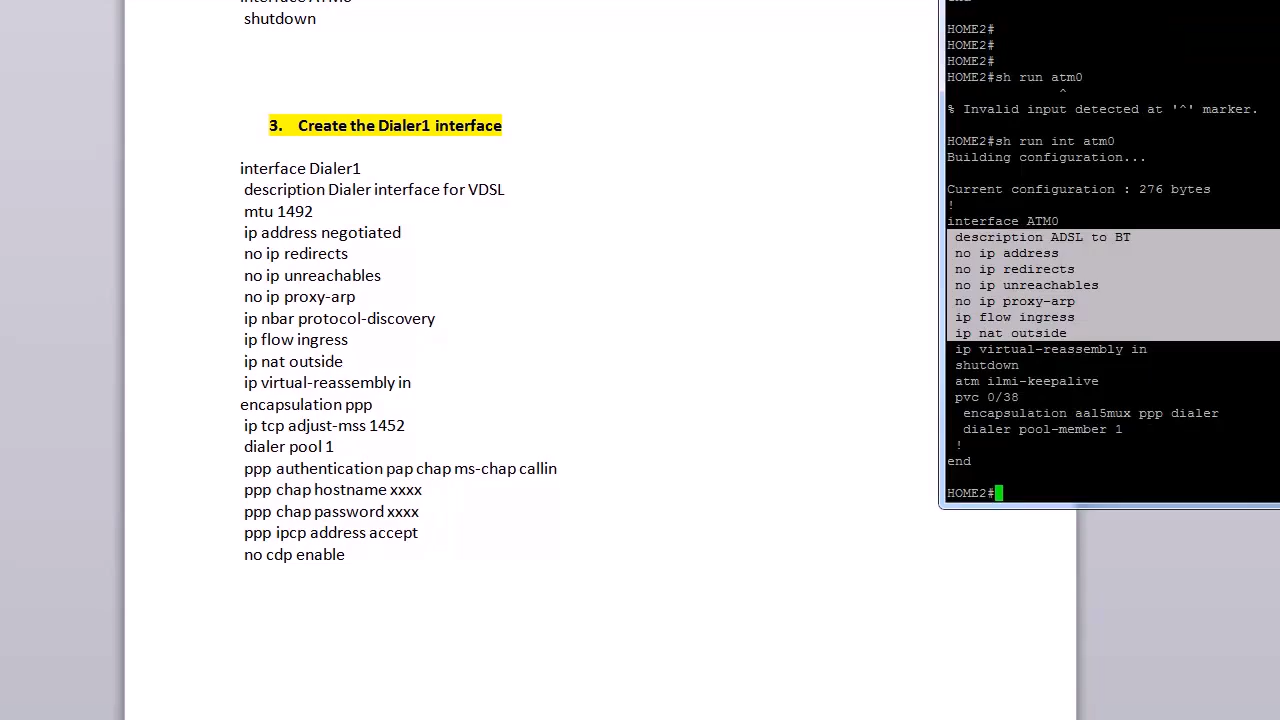 shutdown
3. Create the Dialer1 interface
interface Dialer1
description Dialer interface for VDSL
mtu 1492
ip address negotiated
no ip redirects
no ip unreachables
no ip proxy-arp
ip nbar protocol-discovery
ip flow ingress
ip nat outside
ip virtual-reassembly in
encapsulation ppp
ip tcp adjust-mss 1452
dialer pool 1
ppp authentication pap chap ms-chap callin
ppp chap hostname xxxx
ppp chap password xxxx
ppp ipcp address accept
no cdp enable
HOME2#
HOME2#
HOME2#
HOME2#sh run atm0
^
% Invalid input detected at '^' marker.
HOME2#sh run int atm0
Building configuration...
Current configuration : 276 bytes
!
interface ATM0
description ADSL to BT
no ip address
no ip redirects
no ip unreachables
no ip proxy-arp
ip flow ingress
ip nat outside
ip virtual-reassembly in
shutdown
atm ilmi-keepalive
pvc 0/38
encapsulation aal5mux ppp dialer
dialer pool-member 1
!
end
HOME2#